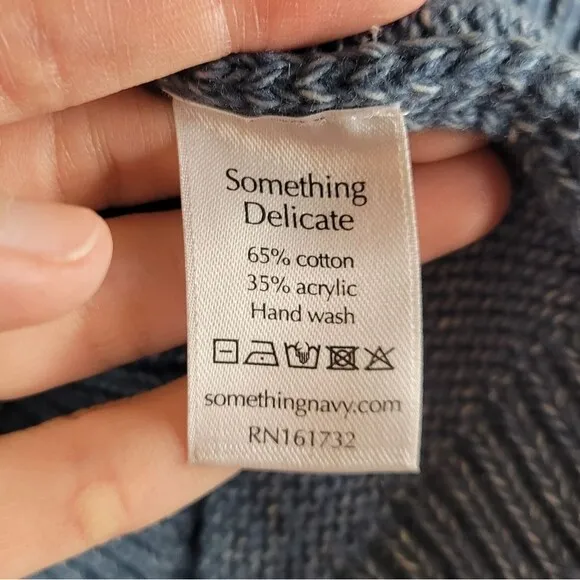 Something
Delicate
65% cotton
35% acrylic
Hand wash
somethingnavy.com
RN161732